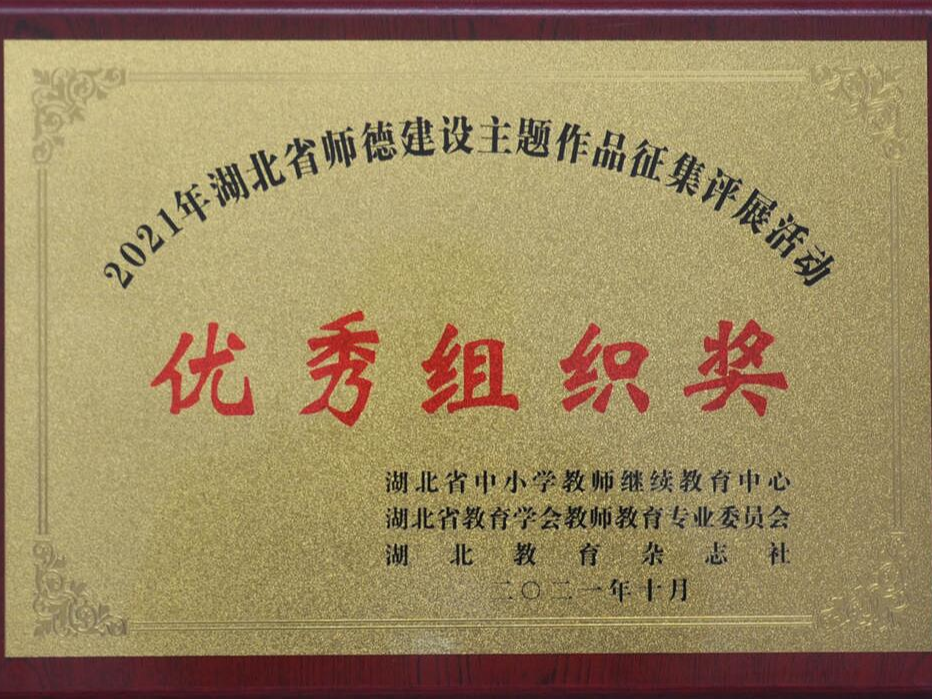 2021年湖北省师德建设主题作品征集评展活动
优秀组织奖
湖北省中小学教师继续教育中心
湖北省教育学会教师教育专业委员会
湖北教育杂志社
二〇二一年十月